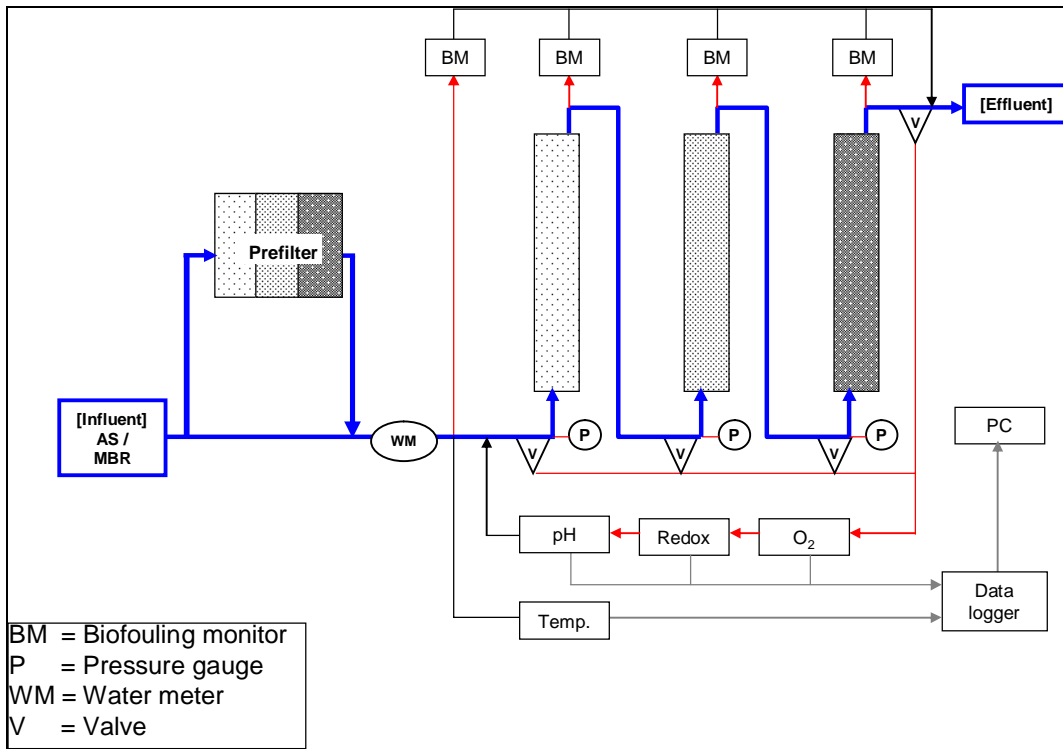 BM
BM
BM
BM
[Effluent]
V
Prefilter
[Influent]
AS /
MBR
WM
V
P
V
P
V
P
PC
pH
Redox
O₂
Data
logger
Temp.
BM = Biofouling monitor
P = Pressure gauge
WM = Water meter
V = Valve